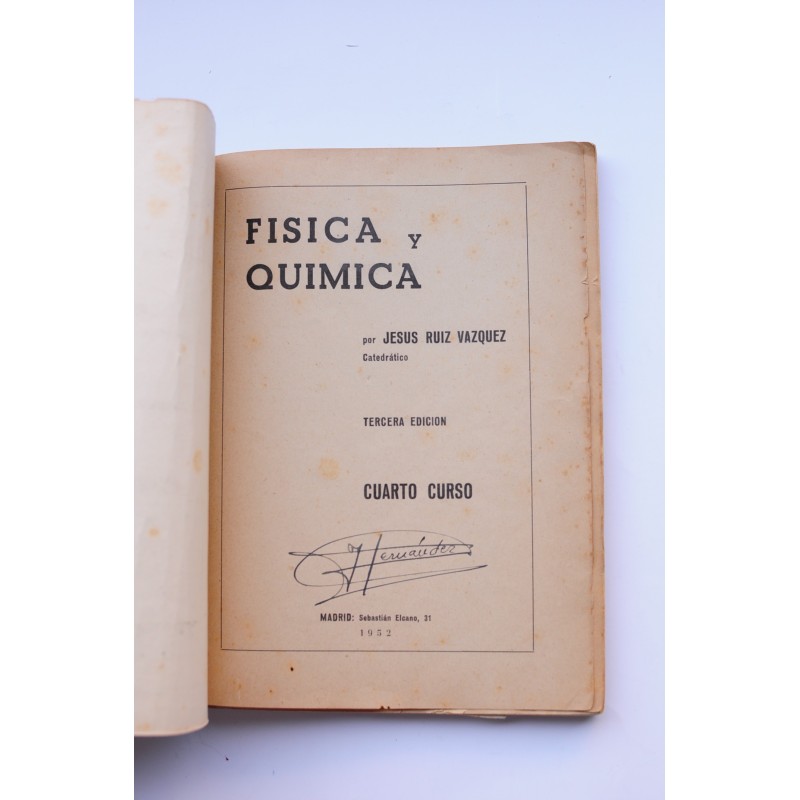 FISICA y
QUIMICA
por JESUS RUIZ VAZQUEZ
Catedrático
TERCERA EDICION
CUARTO CURSO
Hernández
MADRID: Sebastián Elcano, 31
1952